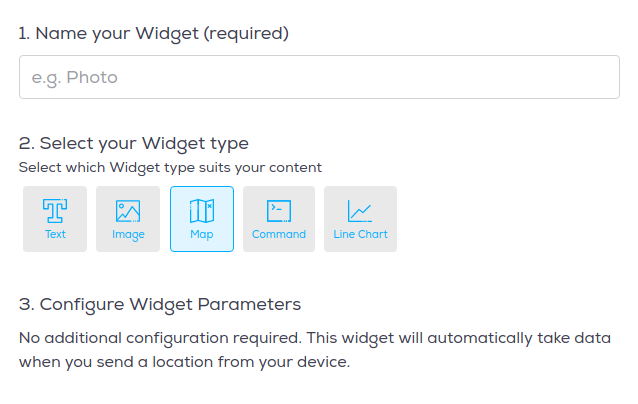 1. Name your Widget (required)
e.g. Photo
2. Select your Widget type
Select which Widget type suits your content
Text Image Map Command Line Chart
3. Configure Widget Parameters
No additional configuration required. This widget will automatically take data
when you send a location from your device.